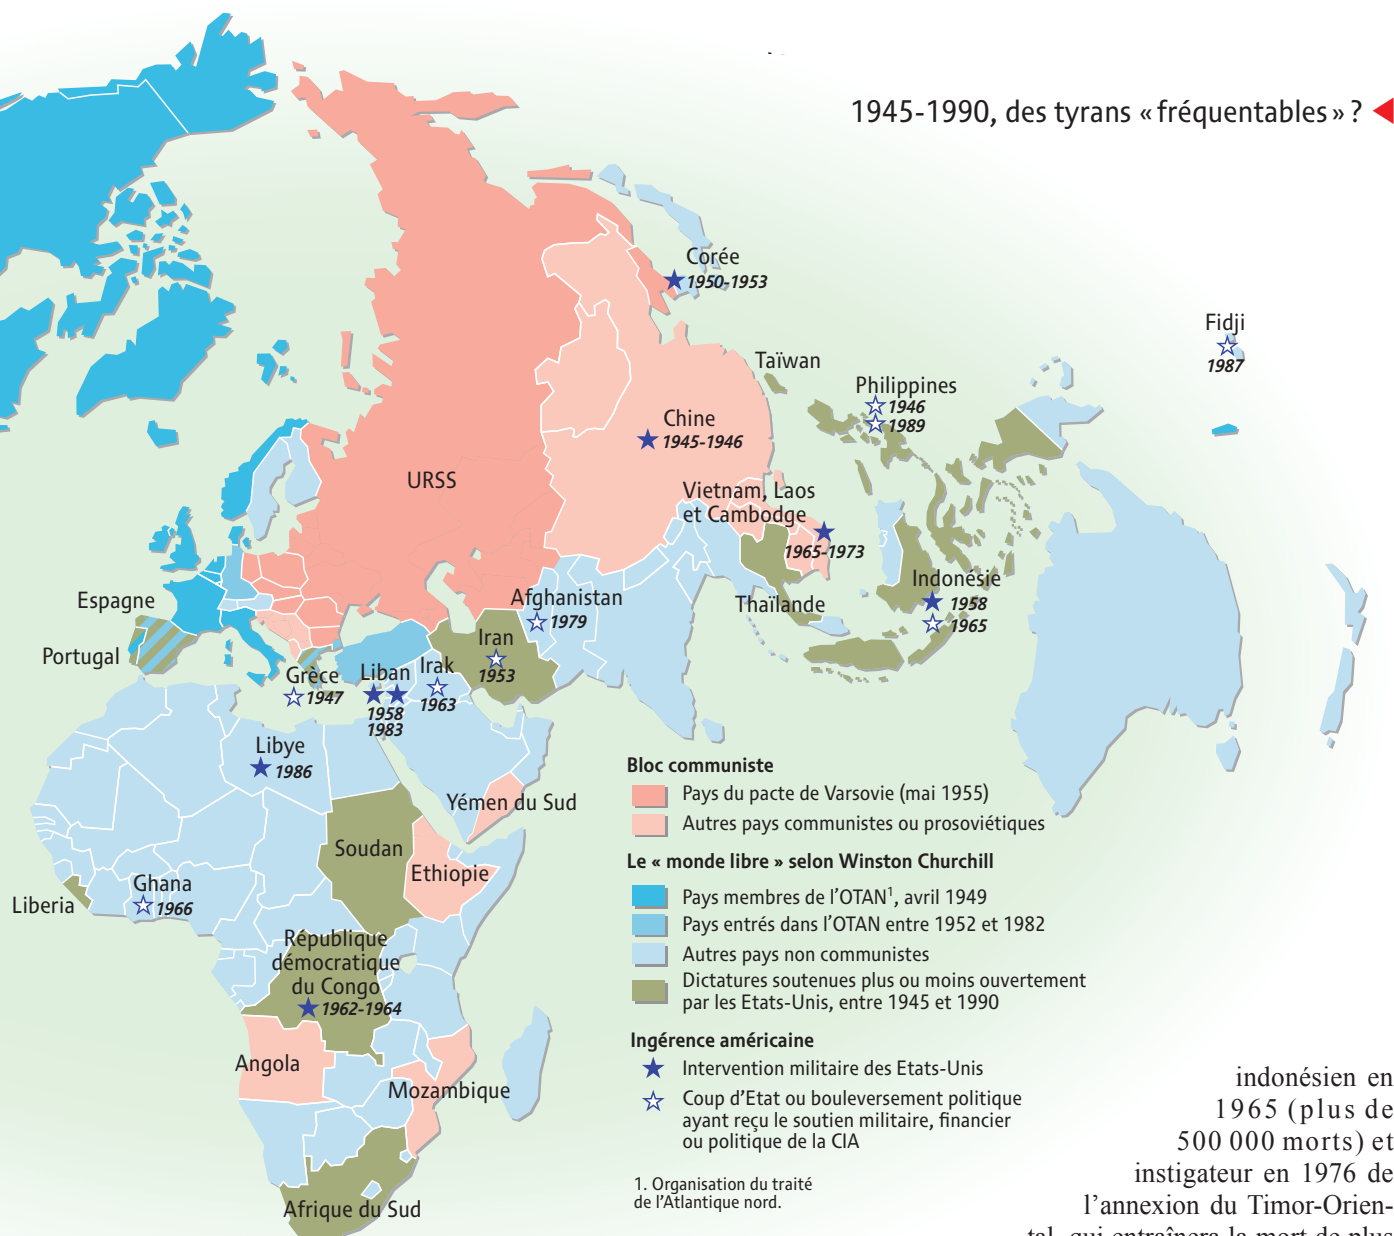 1945-1990, des tyrans « fréquentables » ?
Corée
1950-1953
Fidji
1987
Taïwan
Philippines
1946
1989
Chine
1945-1946
URSS
Vietnam, Laos
et Cambodge
1965-1973
Indonésie
1958
1965
Thaïlande
Espagne
Portugal
Afghanistan
1979
Iran
1953
Grèce
1947
Liban
1958
1983
Irak
1963
Libye
1986
Yémen du Sud
Soudan
Ethiopie
Ghana
1966
Liberia
République
démocratique
du Congo
1962-1964
Angola
Mozambique
Afrique du Sud
Bloc communiste
Pays du pacte de Varsovie (mai 1955)
Autres pays communistes ou prosoviétiques
Le « monde libre » selon Winston Churchill
Pays membres de l'OTAN¹, avril 1949
Pays entrés dans l'OTAN entre 1952 et 1982
Autres pays non communistes
Dictatures soutenues plus ou moins ouvertement
par les Etats-Unis, entre 1945 et 1990
Ingérence américaine
Intervention militaire des Etats-Unis
Coup d'Etat ou bouleversement politique
ayant reçu le soutien militaire, financier
ou politique de la CIA
1. Organisation du traité
de l'Atlantique nord.
indonésien en
1965 (plus de
500 000 morts) et
instigateur en 1976 de
l'annexion du Timor-Orien-
tal, qui entraînera la mort de plus